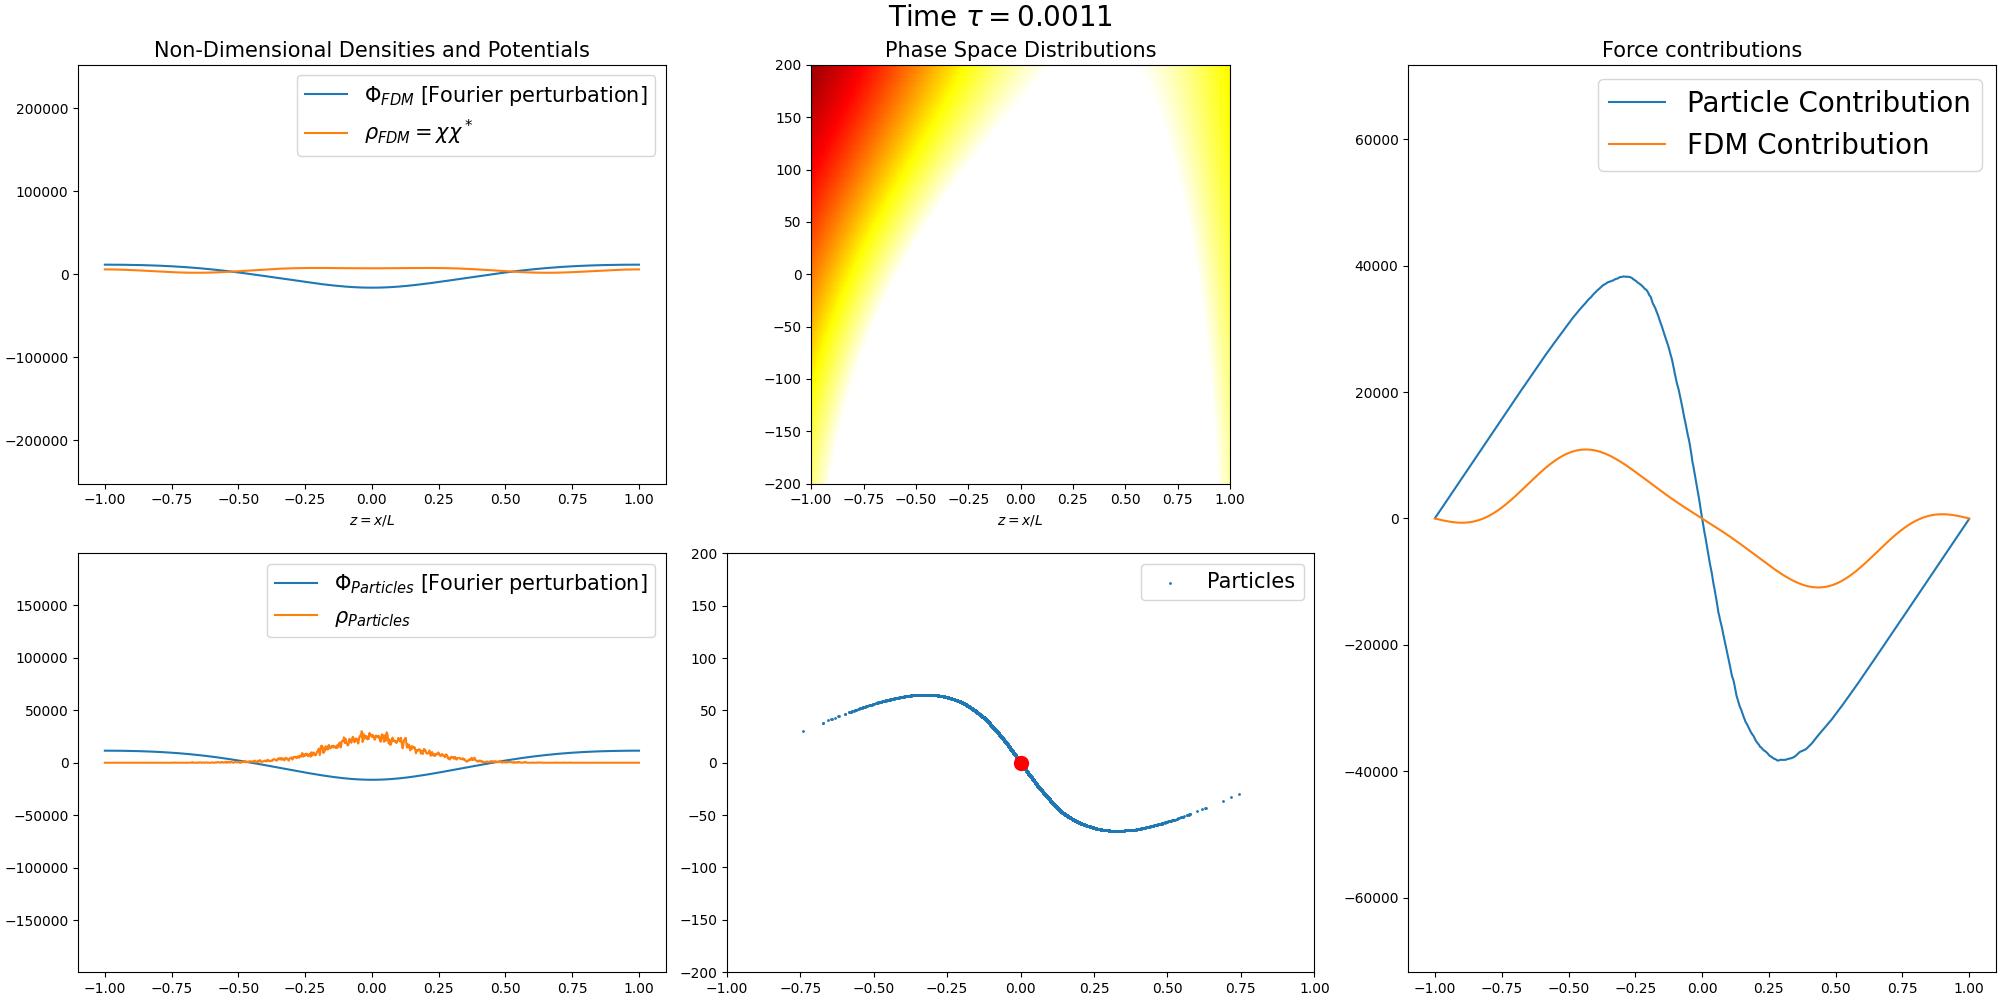 Time τ = 0.0011
Non-Dimensional Densities and Potentials
Φ_FDM [Fourier perturbation]
ρ_FDM = χχ*
200000
100000
0
−100000
−200000
−1.00 −0.75 −0.50 −0.25 0.00 0.25 0.50 0.75 1.00
z = x/L
Phase Space Distributions
200
150
100
50
0
−50
−100
−150
−200
−1.00 −0.75 −0.50 −0.25 0.00 0.25 0.50 0.75 1.00
z = x/L
Force contributions
Particle Contribution
FDM Contribution
60000
40000
20000
0
−20000
−40000
−60000
−1.00 −0.75 −0.50 −0.25 0.00 0.25 0.50 0.75 1.00
Φ_Particles [Fourier perturbation]
ρ_Particles
150000
100000
50000
0
−50000
−100000
−150000
−1.00 −0.75 −0.50 −0.25 0.00 0.25 0.50 0.75 1.00
Particles
200
150
100
50
0
−50
−100
−150
−200
−1.00 −0.75 −0.50 −0.25 0.00 0.25 0.50 0.75 1.00